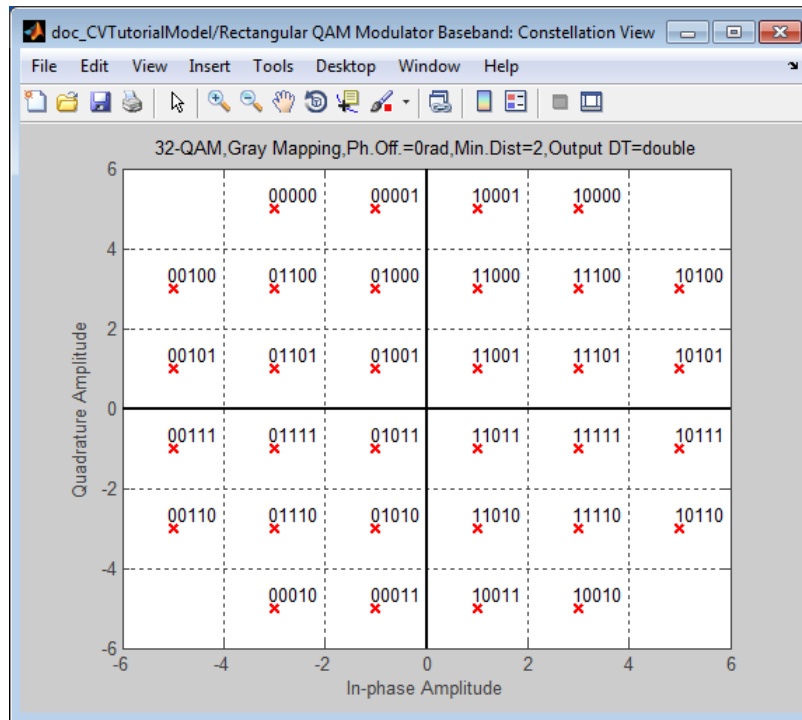 doc_CVTutorialModel/Rectangular QAM Modulator Baseband: Constellation View
File Edit View Insert Tools Desktop Window Help
32-QAM,Gray Mapping,Ph.Off.=0rad,Min.Dist=2,Output DT=double
6
00000 00001 10001 10000
4
00100 01100 01000 11000 11100 10100
2
00101 01101 01001 11001 11101 10101
0
00111 01111 01011 11011 11111 10111
-2
00110 01110 01010 11010 11110 10110
-4
00010 00011 10011 10010
-6
Quadrature Amplitude
-6 -4 -2 0 2 4 6
In-phase Amplitude